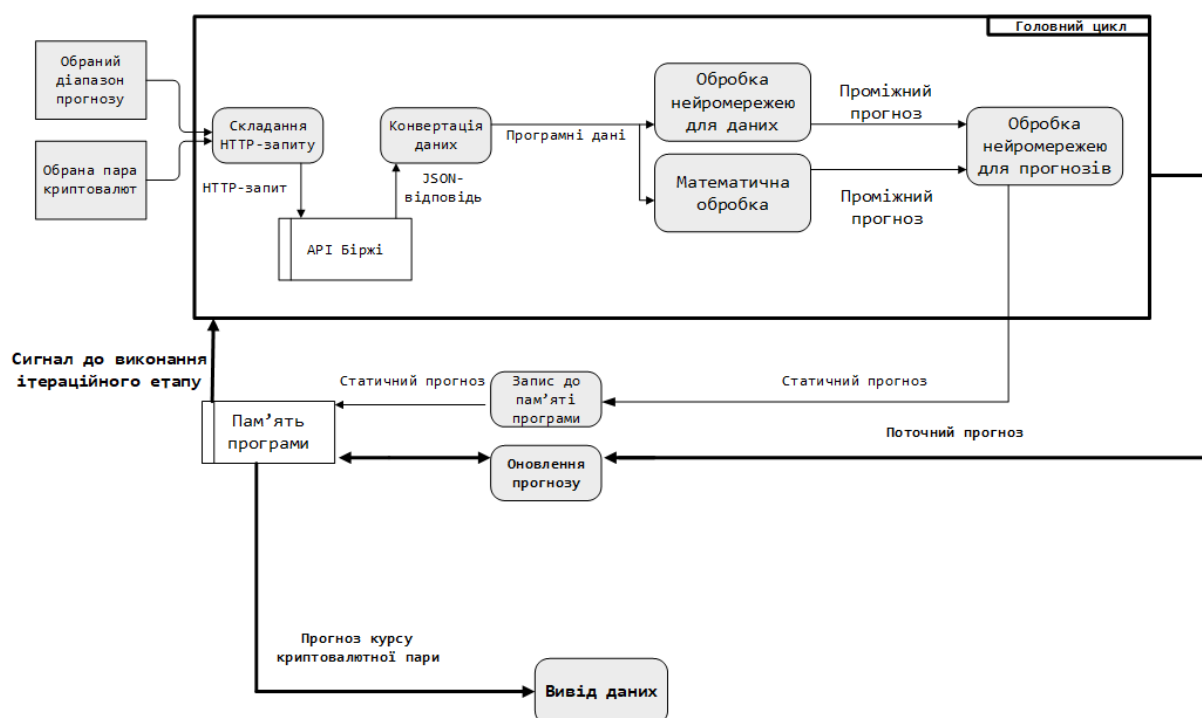 Головний цикл
Обраний
діапазон
прогнозу
Обрана пара
криптовалют
Складання
HTTP-запиту
HTTP-запит
API Біржі
Конвертація
даних
JSON-
відповідь
Програмні дані
Обробка
нейромережею
для даних
Математична
обробка
Проміжний
прогноз
Проміжний
прогноз
Обробка
нейромережею
для прогнозів
Сигнал до виконання
ітераційного етапу
Статичний прогноз
Запис до
пам’яті
програми
Статичний прогноз
Пам’ять
програми
Оновлення
прогнозу
Поточний прогноз
Прогноз курсу
криптовалютної пари
Вивід даних